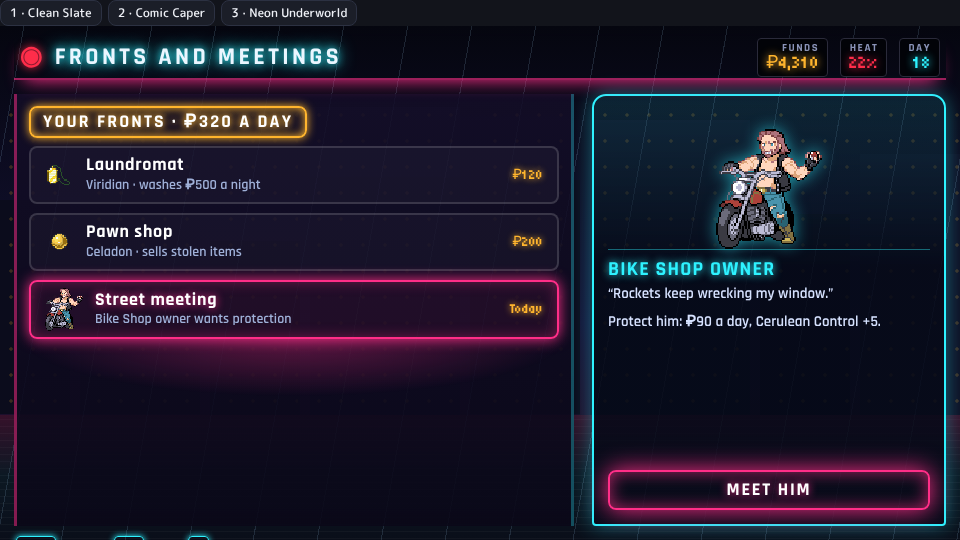 1 · Clean Slate
2 · Comic Caper
3 · Neon Underworld
FRONTS AND MEETINGS
FUNDS
₽4,310
HEAT
22%
DAY
18
YOUR FRONTS · ₽320 A DAY
Laundromat
Viridian · washes ₽500 a night
₽120
Pawn shop
Celadon · sells stolen items
₽200
Street meeting
Bike Shop owner wants protection
Today
BIKE SHOP OWNER
“Rockets keep wrecking my window.”
Protect him: ₽90 a day, Cerulean Control +5.
MEET HIM